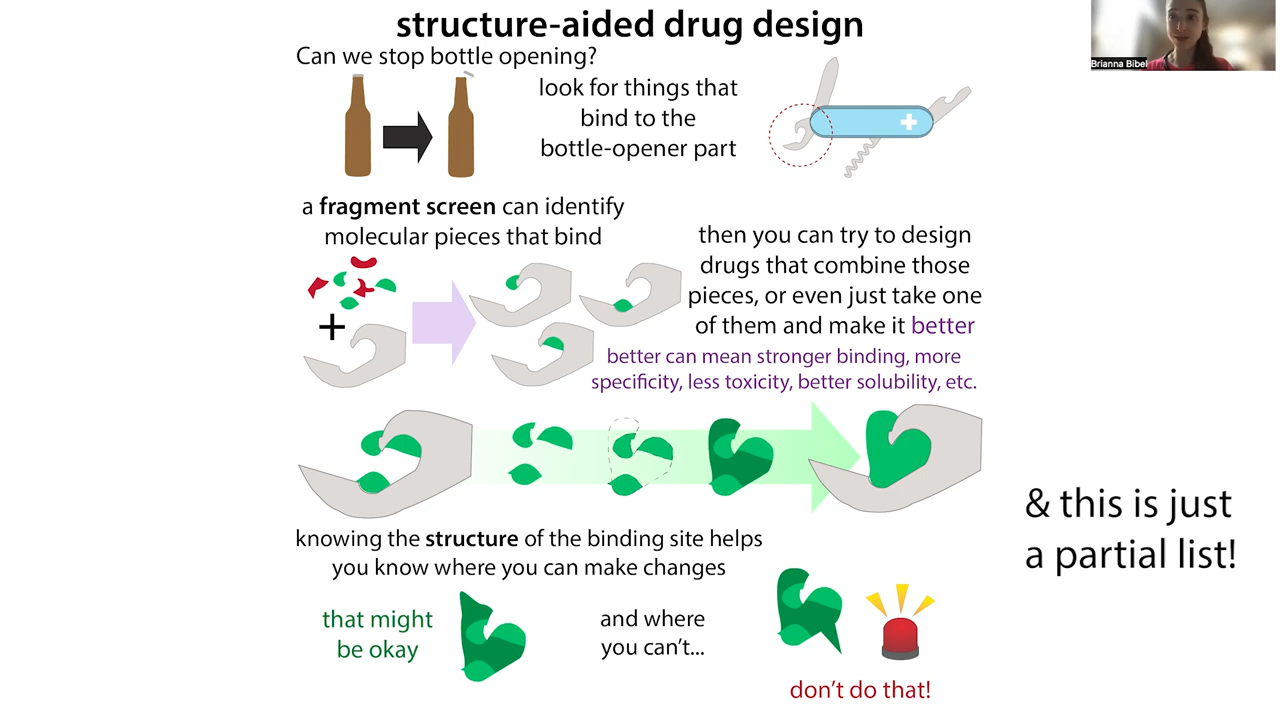 structure-aided drug design
Brianna Bibel
Can we stop bottle opening?
look for things that
bind to the
bottle-opener part
a fragment screen can identify
molecular pieces that bind
then you can try to design
drugs that combine those
pieces, or even just take one
of them and make it better
better can mean stronger binding, more
specificity, less toxicity, better solubility, etc.
knowing the structure of the binding site helps
you know where you can make changes
that might
be okay
and where
you can't...
don't do that!
& this is just
a partial list!